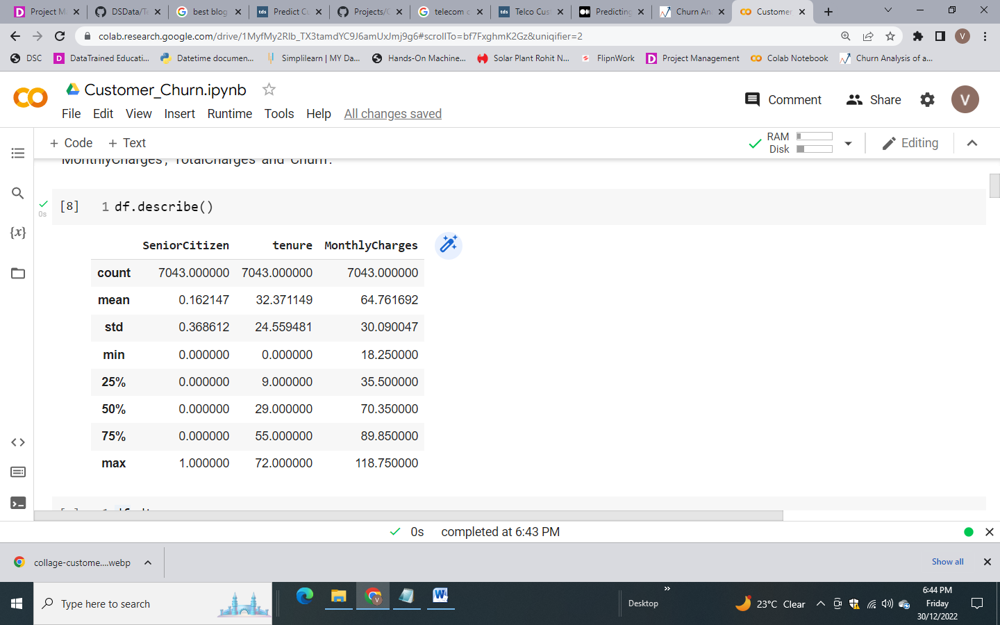 Project M
DSData/T
best blog
Predict C
Projects/
telecom c
Telco Cus
Predicting
Churn An
Customer
colab.research.google.com/drive/1MyfMy2RIb_TX3tamdYC9J6amUxJmj9g6#scrollTo=bf7FxghmK2Gz&uniqifier=2
V
DSC
DataTrained Educati...
Datetime documen...
Simplilearn | MY Da...
Hands-On Machine...
Solar Plant Rohit N...
FlipnWork
Project Management
Colab Notebook
Churn Analysis of a...
Customer_Churn.ipynb
File Edit View Insert Runtime Tools Help All changes saved
Comment
Share
V
+ Code + Text
RAM
Disk
Editing
MonthlyCharges', 'TotalCharges' and 'Churn'.
[8] 1 df.describe()
0s
SeniorCitizen tenure MonthlyCharges
count 7043.000000 7043.000000 7043.000000
mean 0.162147 32.371149 64.761692
std 0.368612 24.559481 30.090047
min 0.000000 0.000000 18.250000
25% 0.000000 9.000000 35.500000
50% 0.000000 29.000000 70.350000
75% 0.000000 55.000000 89.850000
max 1.000000 72.000000 118.750000
0s completed at 6:43 PM
collage-custome....webp
Show all
Type here to search
Desktop
23°C Clear
6:44 PM
Friday
30/12/2022